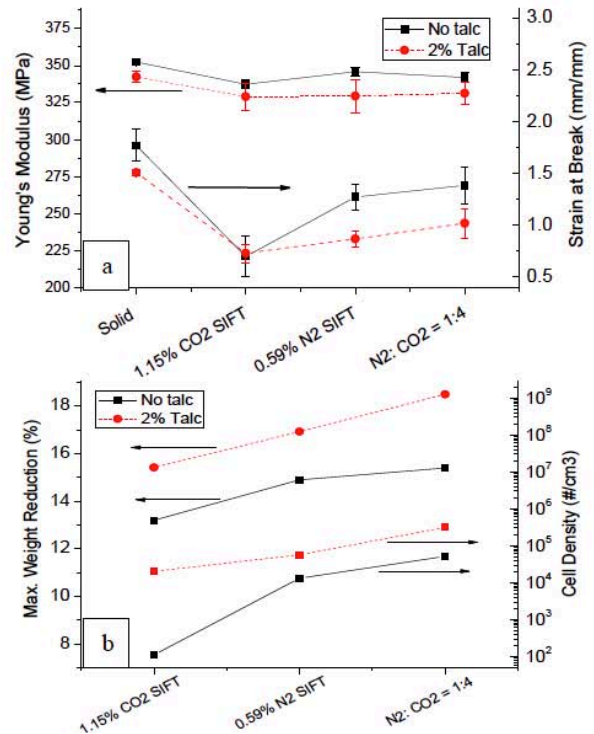 375
350
325
300
275
250
225
200
Young's Modulus (MPa)
No talc
2% Talc
3.0
2.5
2.0
1.5
1.0
0.5
Strain at Break (mm/mm)
a
Solid
1.15% CO2 SIFT
0.59% N2 SIFT
N2: CO2 = 1:4
18
16
14
12
10
8
Max. Weight Reduction (%)
No talc
2% Talc
10⁹
10⁸
10⁷
10⁶
10⁵
10⁴
10³
10²
Cell Density (#/cm3)
b
1.15% CO2 SIFT
0.59% N2 SIFT
N2: CO2 = 1:4